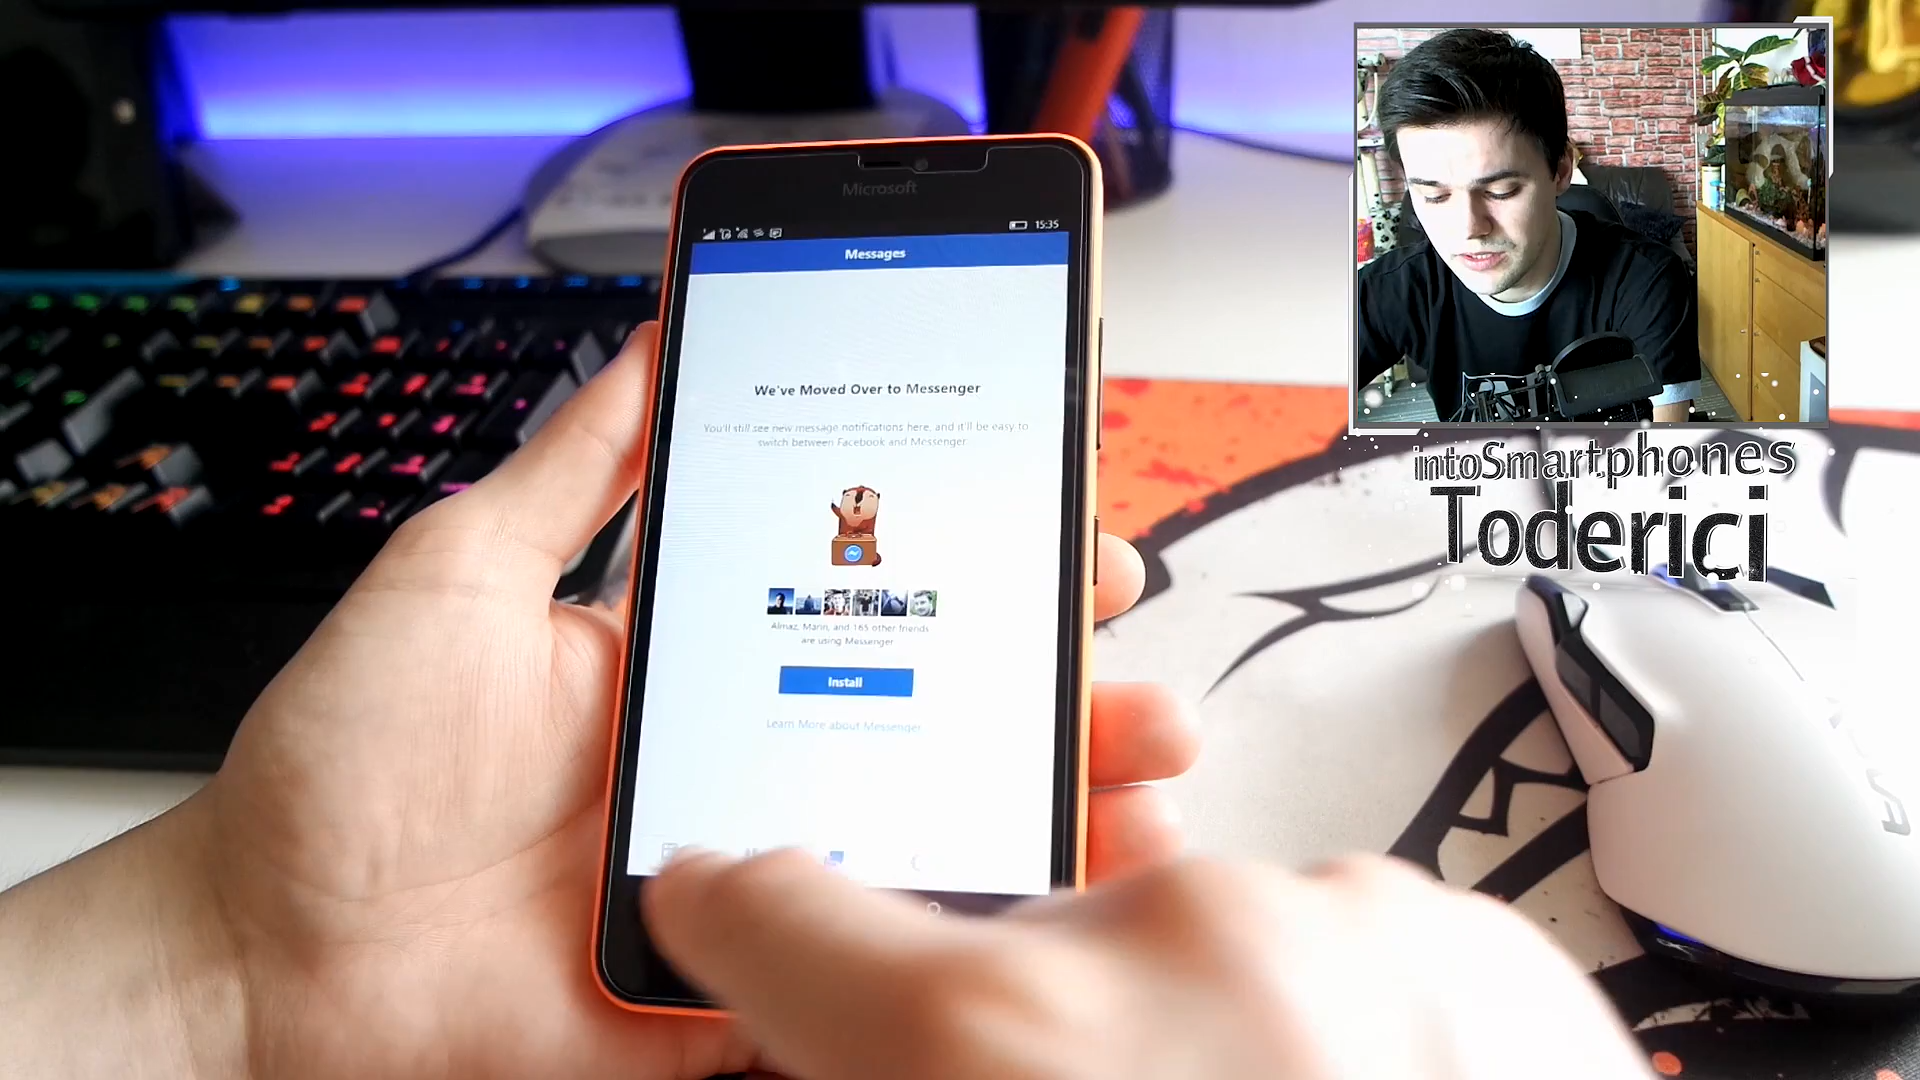 Microsoft
15:35
Messages
We've Moved Over to Messenger
You'll still see new message notifications here, and it'll be easy to
switch between Facebook and Messenger.
Almaz, Marin, and 165 other friends
are using Messenger
Install
Learn More about Messenger
intoSmartphones
Toderici